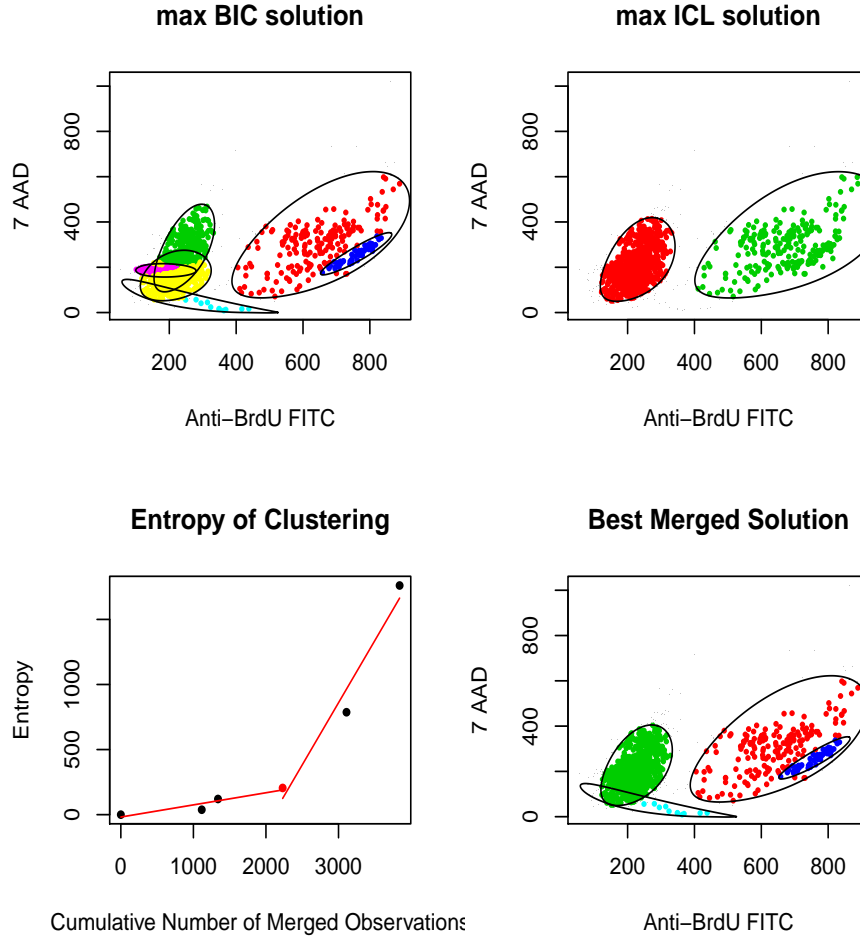 max BIC solution
7 AAD
0 200 400 800
200 400 600 800
Anti−BrdU FITC
max ICL solution
7 AAD
0 200 400 800
200 400 600 800
Anti−BrdU FITC
Entropy of Clustering
Entropy
0 500 1000
0 1000 2000 3000
Cumulative Number of Merged Observations
Best Merged Solution
7 AAD
0 200 400 800
200 400 600 800
Anti−BrdU FITC